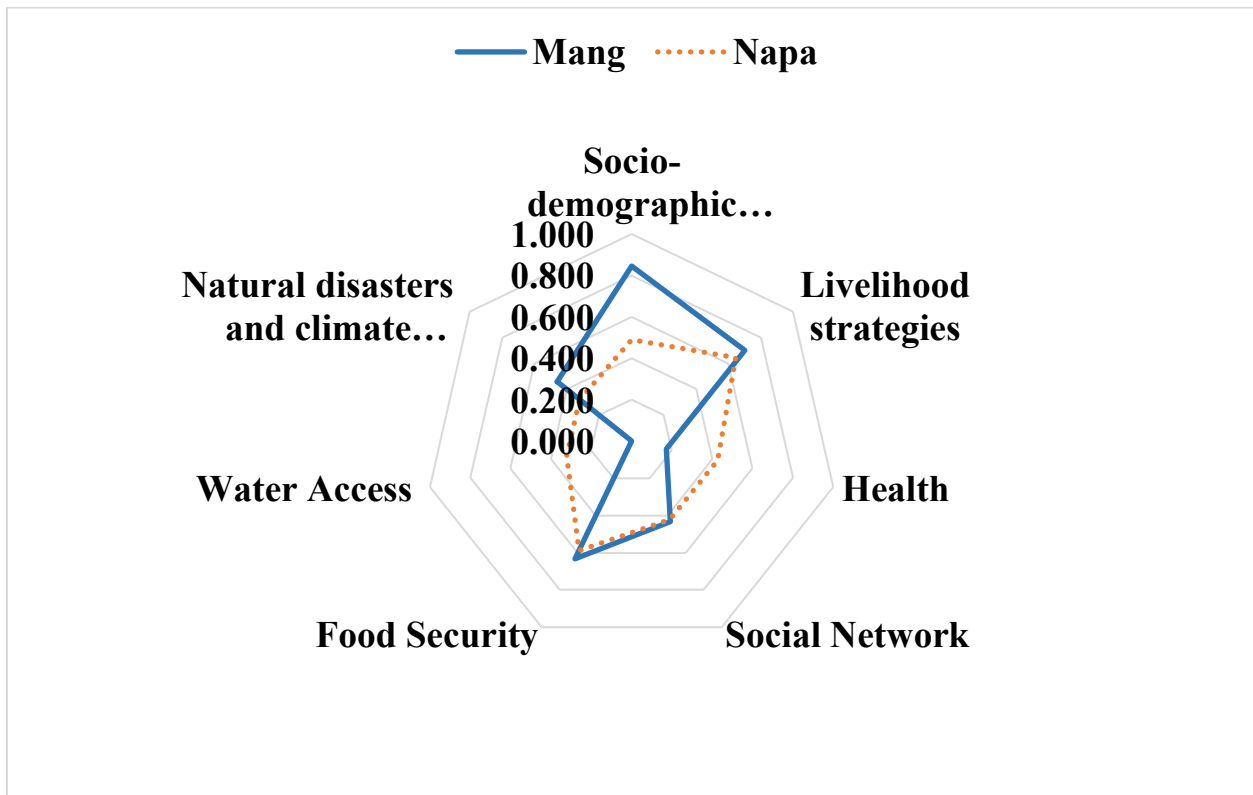 Mang Napa
Socio-
demographic…
1.000
0.800
0.600
0.400
0.200
0.000
Natural disasters
and climate…
Livelihood
strategies
Water Access
Health
Food Security
Social Network